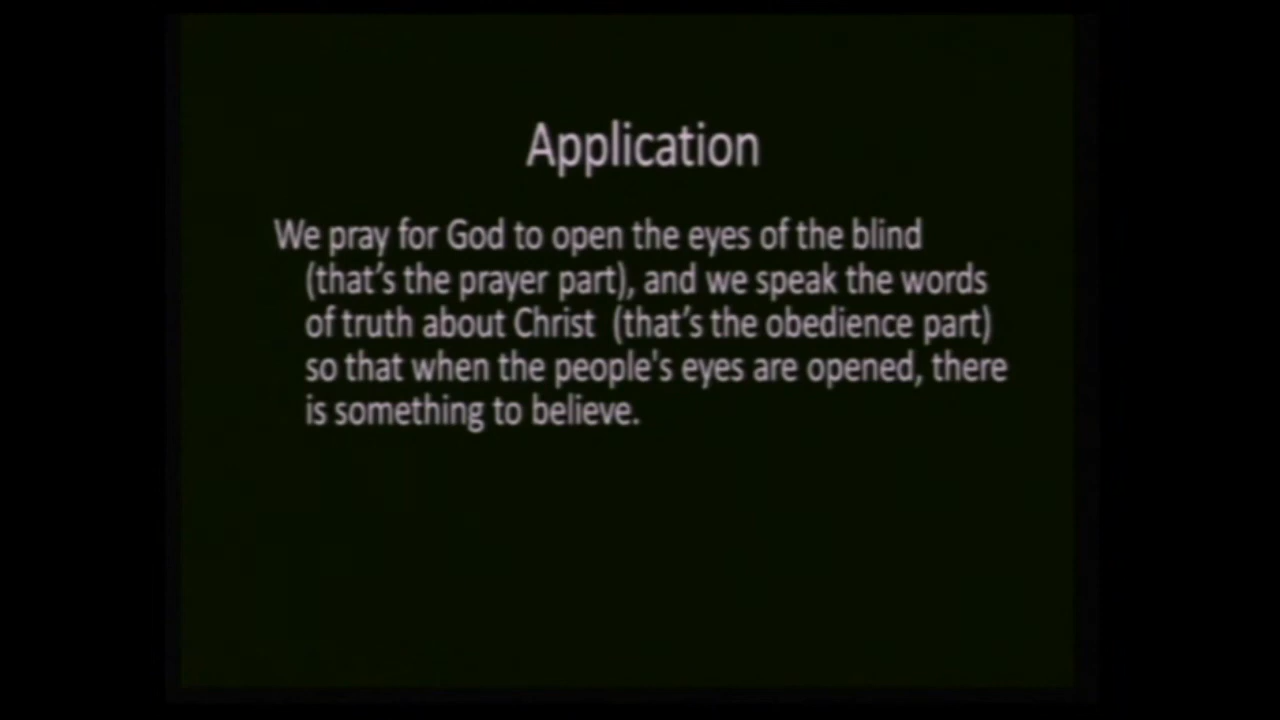 Application
We pray for God to open the eyes of the blind
(that’s the prayer part), and we speak the words
of truth about Christ  (that’s the obedience part)
so that when the people's eyes are opened, there
is something to believe.